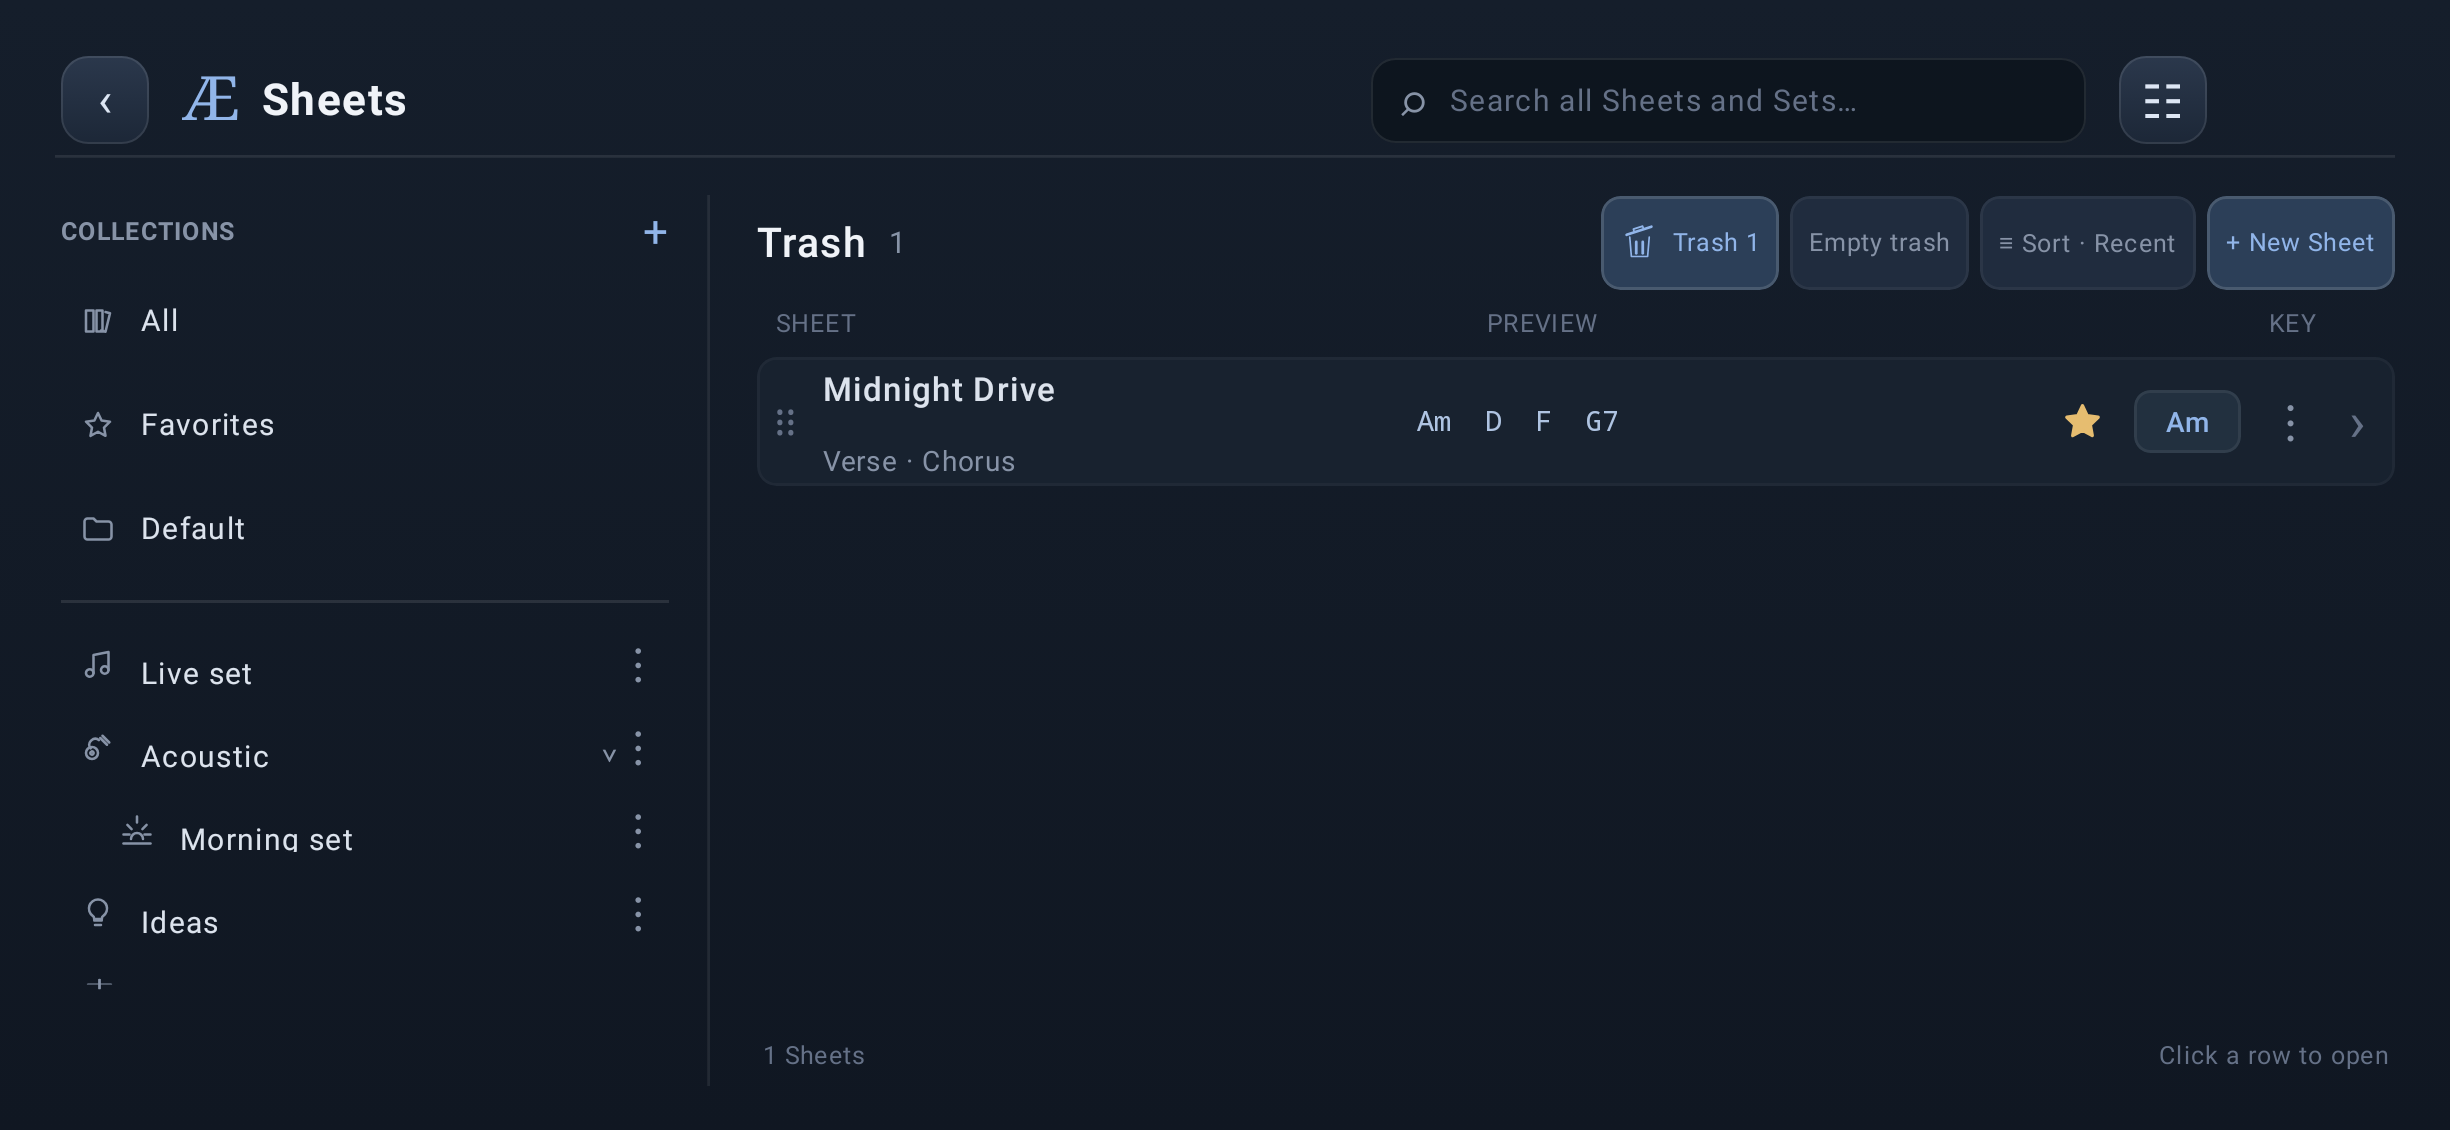 ‹ Æ Sheets
Search all Sheets and Sets…
COLLECTIONS +
All
Favorites
Default
Live set
Acoustic
Morning set
Ideas
Trash 1
Trash 1
Empty trash
≡ Sort · Recent
+ New Sheet
SHEET PREVIEW KEY
Midnight Drive
Verse · Chorus
Am D F G7
Am
1 Sheets
Click a row to open